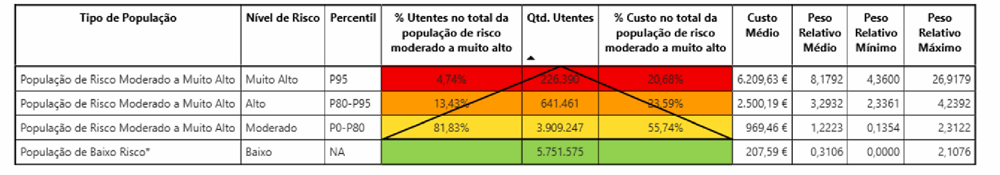 Tipo de População Nível de Risco Percentil % Utentes no total da população de risco moderado a muito alto Qtd. Utentes % Custo no total da população de risco moderado a muito alto Custo Médio Peso Relativo Médio Peso Relativo Mínimo Peso Relativo Máximo
População de Risco Moderado a Muito Alto Muito Alto P95 4,74% 226.390 20,68% 6.209,63 € 8,1792 4,3600 26,9179
População de Risco Moderado a Muito Alto Alto P80-P95 13,43% 641.461 23,59% 2.500,19 € 3,2932 2,3361 4,2392
População de Risco Moderado a Muito Alto Moderado P0-P80 81,83% 3.909.247 55,74% 969,46 € 1,2223 0,1354 2,3122
População de Baixo Risco* Baixo NA 5.751.575 207,59 € 0,3106 0,0000 2,1076